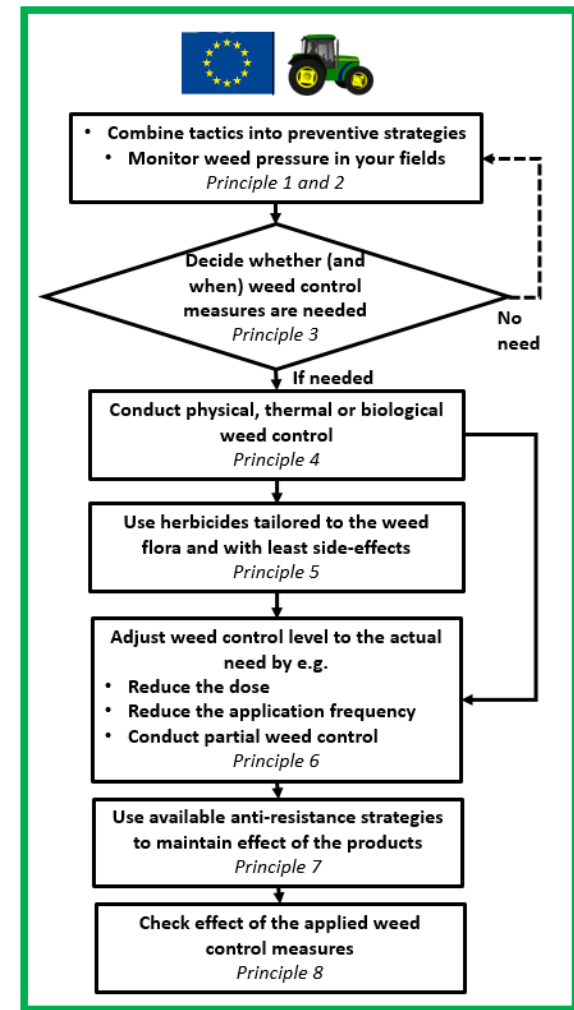 • Combine tactics into preventive strategies
• Monitor weed pressure in your fields
Principle 1 and 2
Decide whether (and
when) weed control
measures are needed
Principle 3
No
need
If needed
Conduct physical, thermal or biological
weed control
Principle 4
Use herbicides tailored to the weed
flora and with least side-effects
Principle 5
Adjust weed control level to the actual
need by e.g.
• Reduce the dose
• Reduce the application frequency
• Conduct partial weed control
Principle 6
Use available anti-resistance strategies
to maintain effect of the products
Principle 7
Check effect of the applied weed
control measures
Principle 8